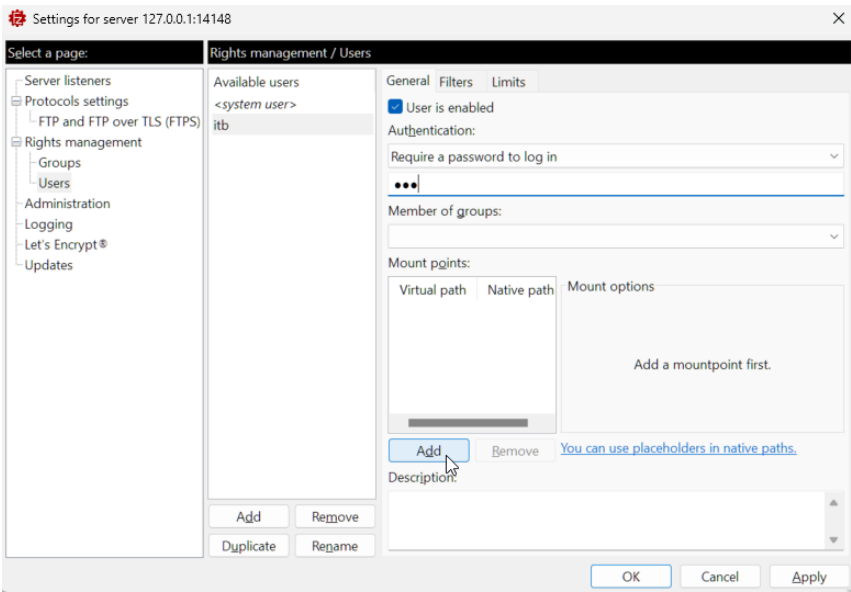 Settings for server 127.0.0.1:14148
Select a page:
Server listeners
Protocols settings
FTP and FTP over TLS (FTPS)
Rights management
Groups
Users
Administration
Logging
Let's Encrypt®
Updates
Rights management / Users
Available users
<system user>
itb
Add Remove
Duplicate Rename
General Filters Limits
User is enabled
Authentication:
Require a password to log in
•••
Member of groups:
Mount points:
Virtual path Native path
Mount options
Add a mountpoint first.
Add Remove You can use placeholders in native paths.
Description:
OK Cancel Apply